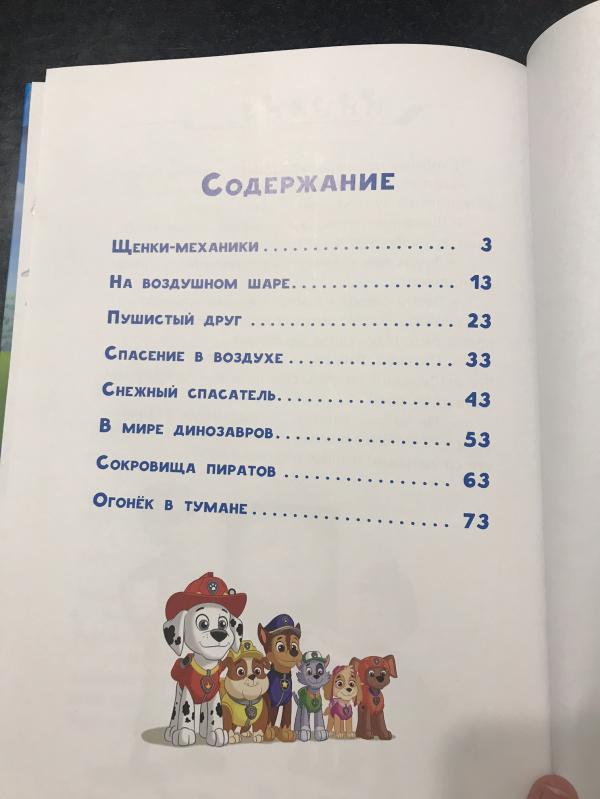 Содержание
Щенки-механики ................... 3
На воздушном шаре................. 13
Пушистый друг .................... 23
Спасение в воздухе ................ 33
Снежный спасатель.................. 43
В мире динозавров.................. 53
Сокровища пиратов ................. 63
Огонёк в тумане.................... 73